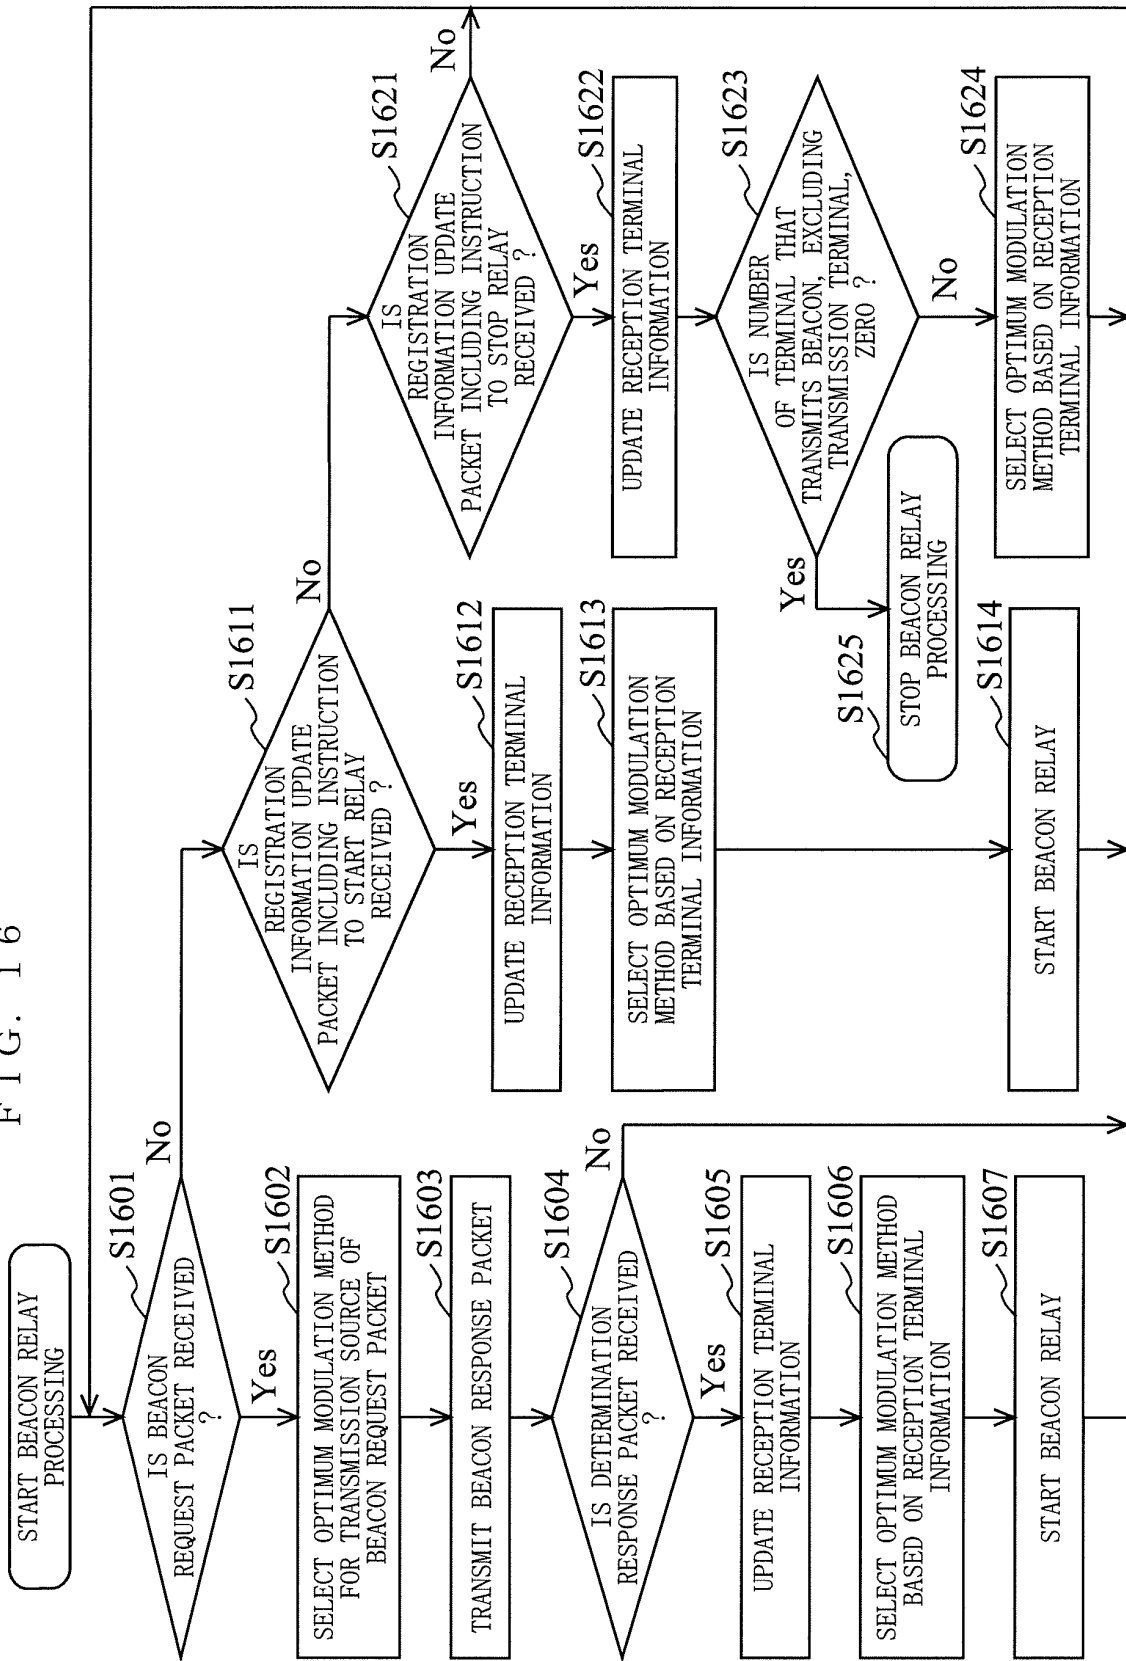 FIG. 16
START BEACON RELAY
PROCESSING
S1601
IS BEACON
REQUEST PACKET RECEIVED
?
No
Yes
S1602
SELECT OPTIMUM MODULATION METHOD
FOR TRANSMISSION SOURCE OF
BEACON REQUEST PACKET
S1603
TRANSMIT BEACON RESPONSE PACKET
S1604
IS DETERMINATION
RESPONSE PACKET RECEIVED
?
No
Yes
S1605
UPDATE RECEPTION TERMINAL
INFORMATION
S1606
SELECT OPTIMUM MODULATION METHOD
BASED ON RECEPTION TERMINAL
INFORMATION
S1607
START BEACON RELAY
S1611
IS
REGISTRATION
INFORMATION UPDATE
PACKET INCLUDING INSTRUCTION
TO START RELAY
RECEIVED ?
No
Yes
S1612
UPDATE RECEPTION TERMINAL
INFORMATION
S1613
SELECT OPTIMUM MODULATION
METHOD BASED ON RECEPTION
TERMINAL INFORMATION
S1614
START BEACON RELAY
S1621
IS
REGISTRATION
INFORMATION UPDATE
PACKET INCLUDING INSTRUCTION
TO STOP RELAY
RECEIVED ?
No
Yes
S1622
UPDATE RECEPTION TERMINAL
INFORMATION
S1623
IS NUMBER
OF TERMINAL THAT
TRANSMITS BEACON, EXCLUDING
TRANSMISSION TERMINAL,
ZERO ?
Yes
No
S1625
STOP BEACON RELAY
PROCESSING
S1624
SELECT OPTIMUM MODULATION
METHOD BASED ON RECEPTION
TERMINAL INFORMATION